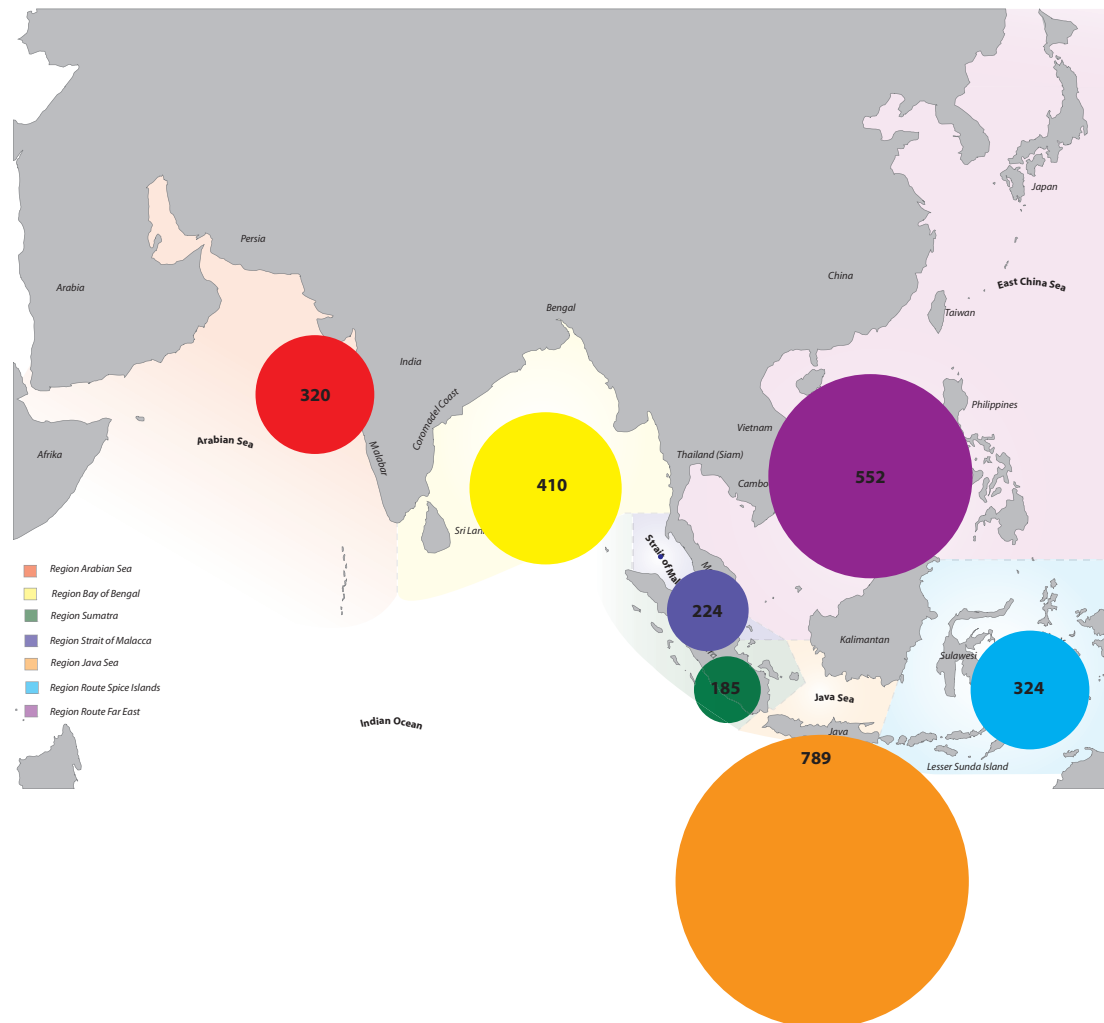 Japan
Persia
East China Sea
China
Arabia
Bengal
Taiwan
India
320
Coromadel Coast
Philippines
Vietnam
Arabian Sea
Malabar
Afrika
Thailand (Siam)
552
410
Cambo
Sri Lan
Strait of Mal
Region Arabian Sea
Region Bay of Bengal
Region Sumatra
Region Strait of Malacca
Region Java Sea
Region Route Spice Islands
Region Route Far East
224
Kalimantan
Sulawesi
185
324
Java Sea
Indian Ocean
Java
789
Lesser Sunda Island